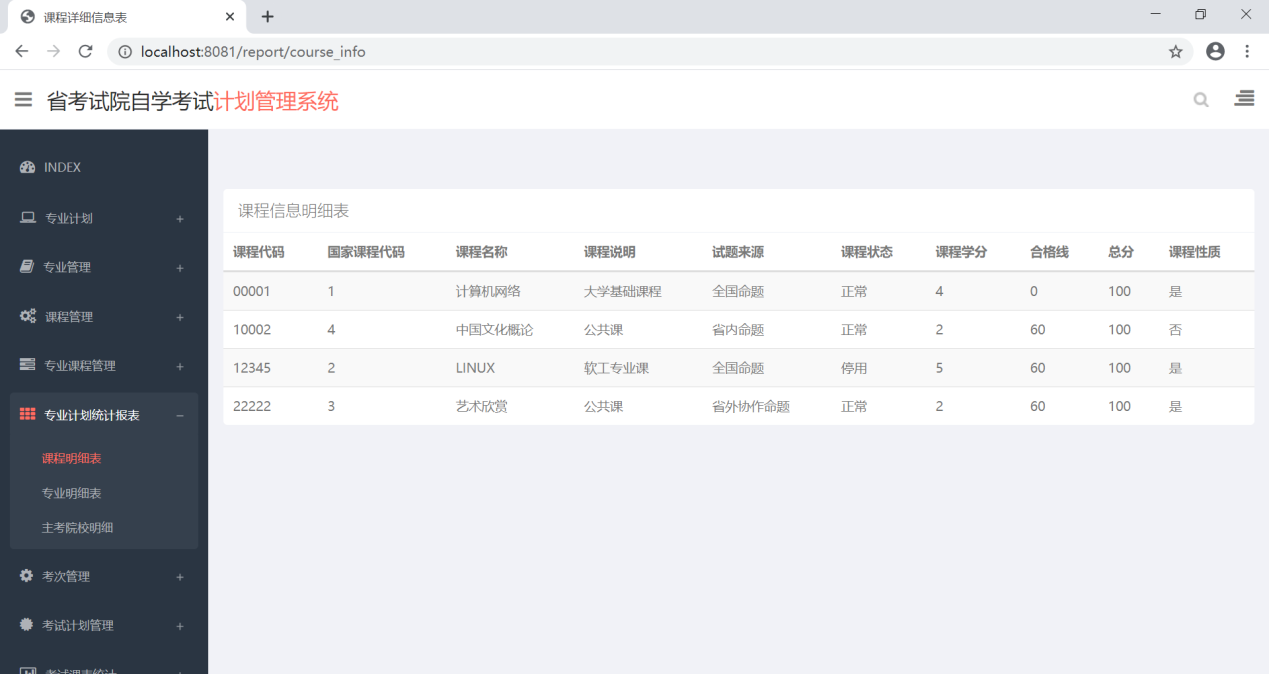 课程详细信息表
localhost:8081/report/course_info
省考试院自学考试计划管理系统
INDEX
专业计划 +
专业管理 +
课程管理 +
专业课程管理 +
专业计划统计报表 −
课程明细表
专业明细表
主考院校明细
考次管理 +
考试计划管理 +
课程信息明细表
课程代码 国家课程代码 课程名称 课程说明 试题来源 课程状态 课程学分 合格线 总分 课程性质
00001 1 计算机网络 大学基础课程 全国命题 正常 4 0 100 是
10002 4 中国文化概论 公共课 省内命题 正常 2 60 100 否
12345 2 LINUX 软工专业课 全国命题 停用 5 60 100 是
22222 3 艺术欣赏 公共课 省外协作命题 正常 2 60 100 是